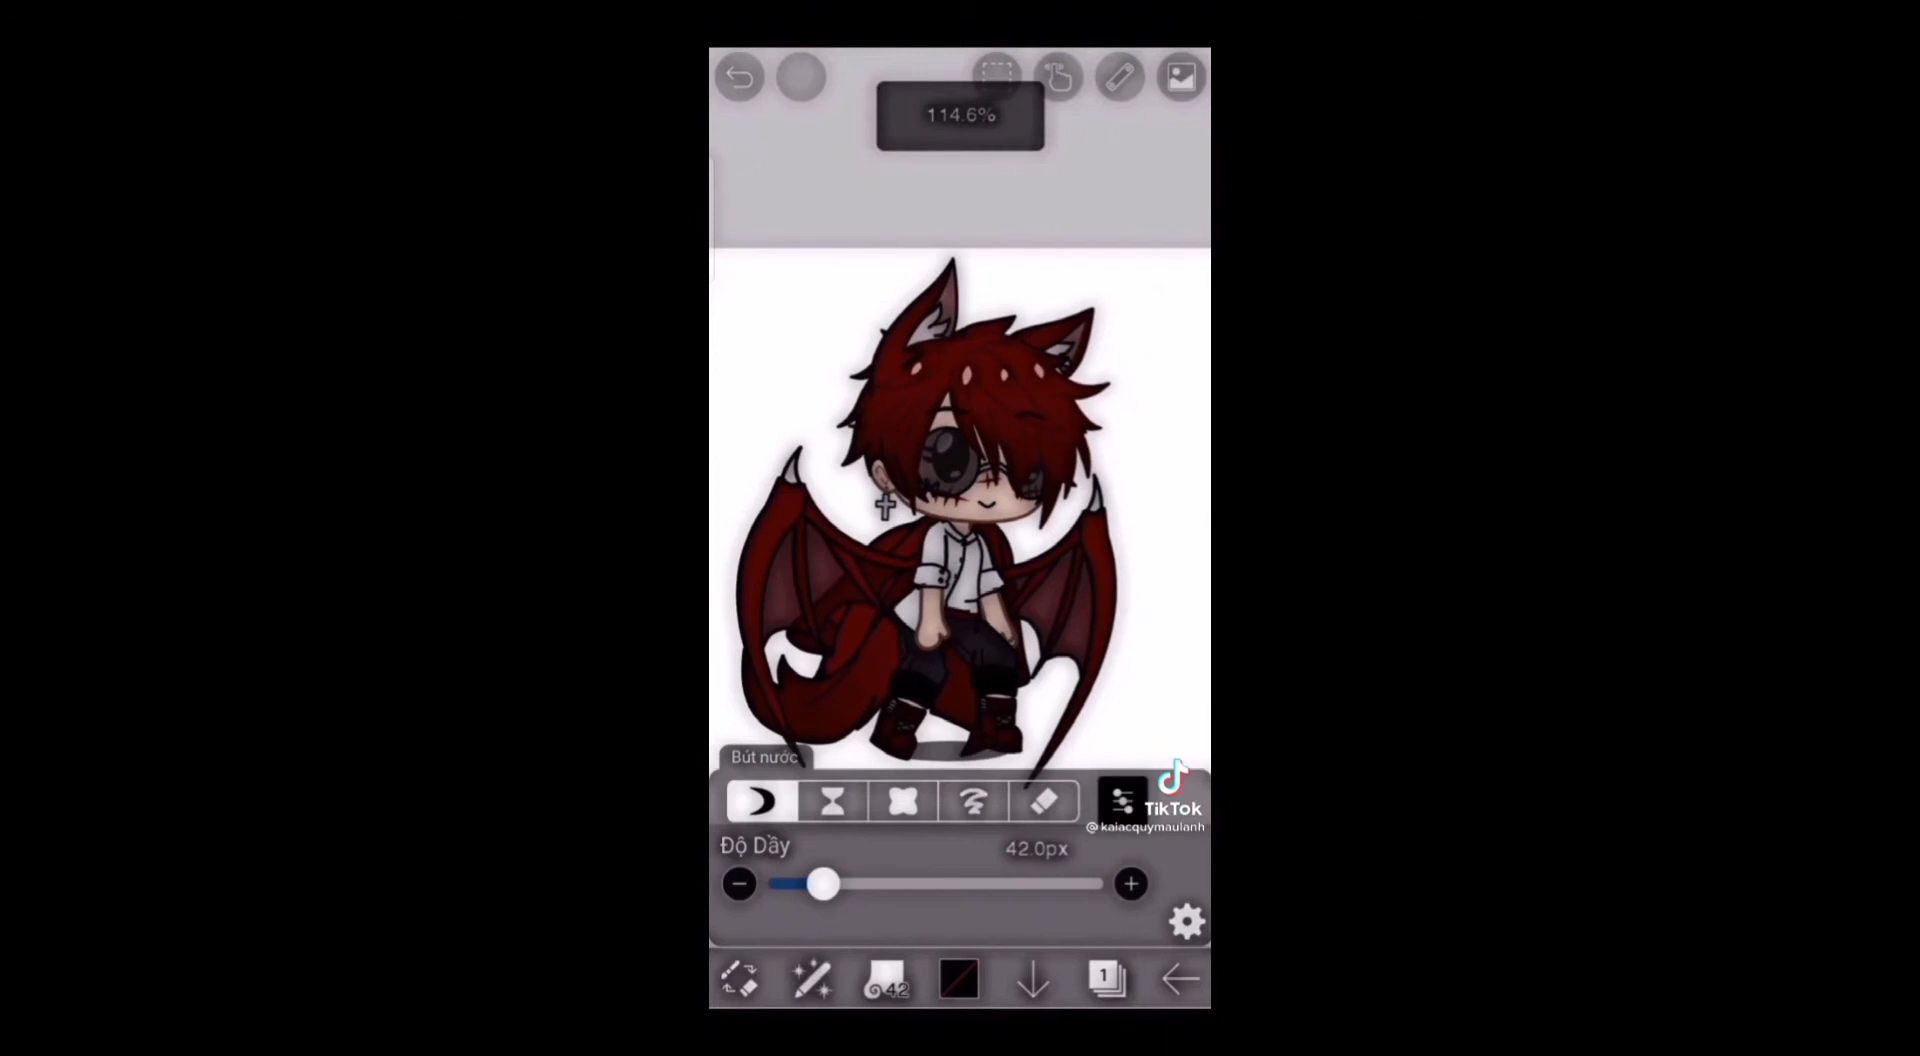 114.6%
Bút nước
TikTok
@kaiacquymaulanh
Độ Dầy
42.0px
42
1